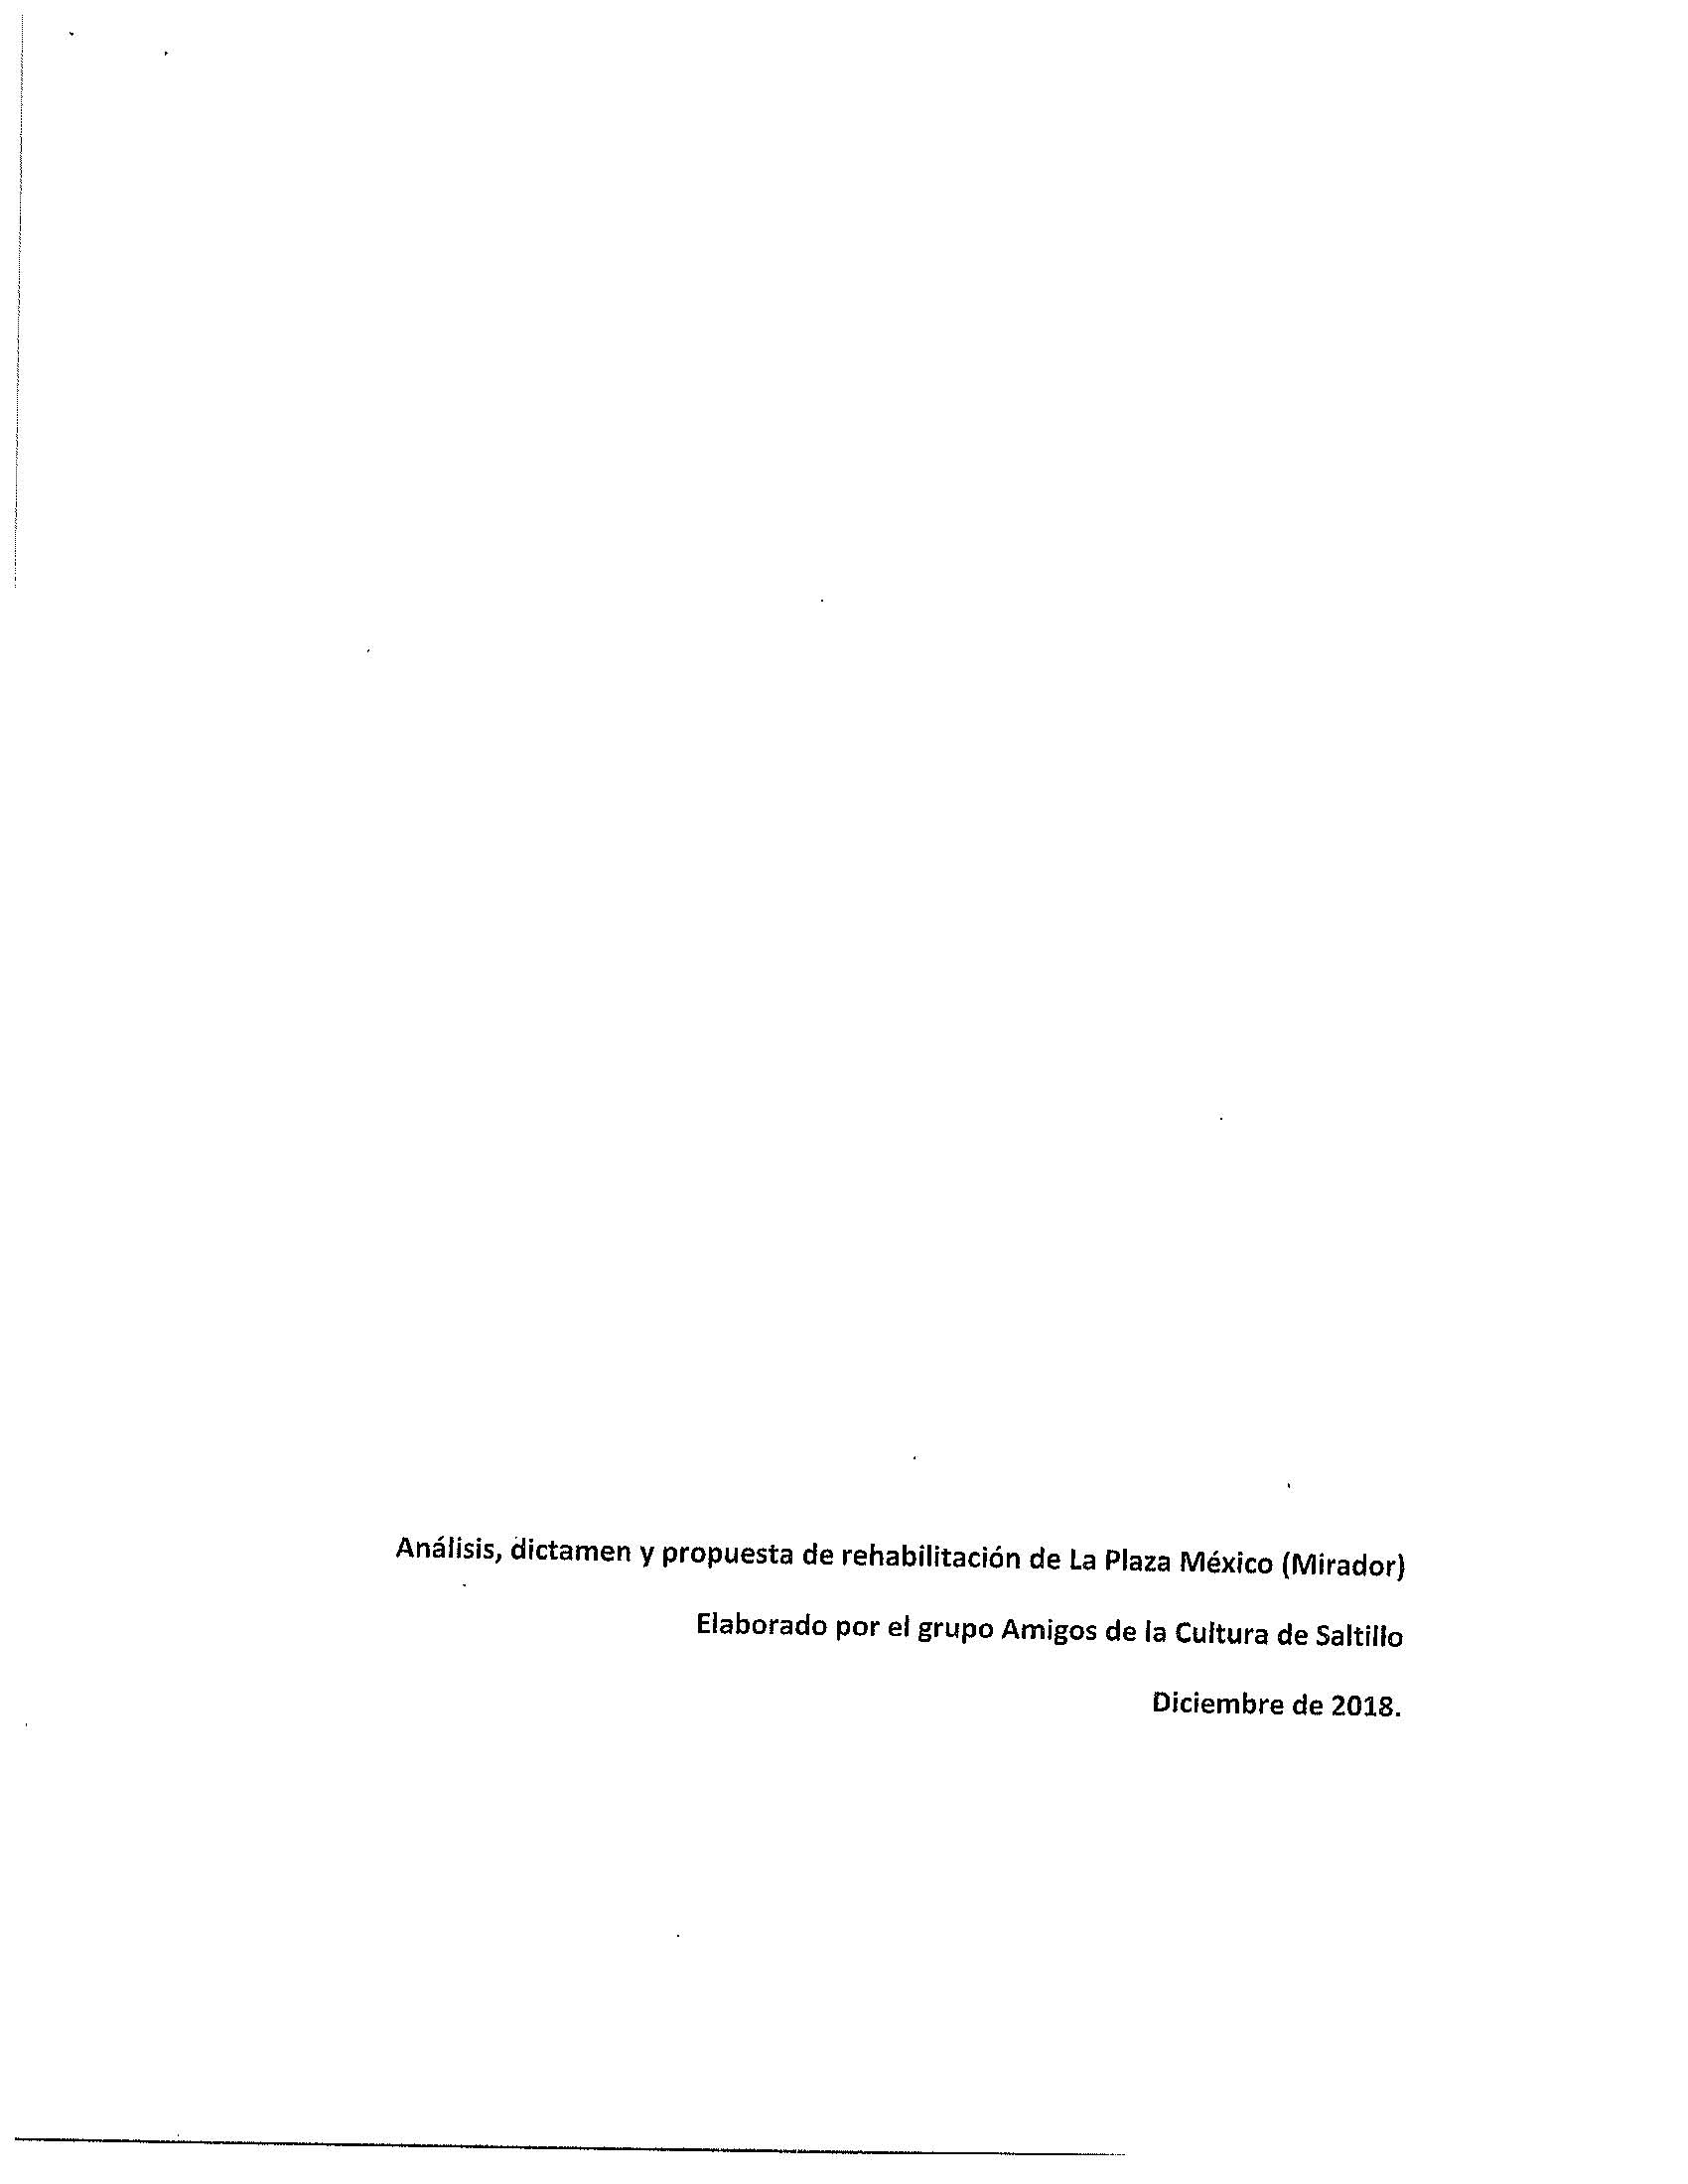 Análisis, dictamen y propuesta de rehabilitación de La Plaza México (Mirador)
Elaborado por el grupo Amigos de la Cultura de Saltillo
Diciembre de 2018.